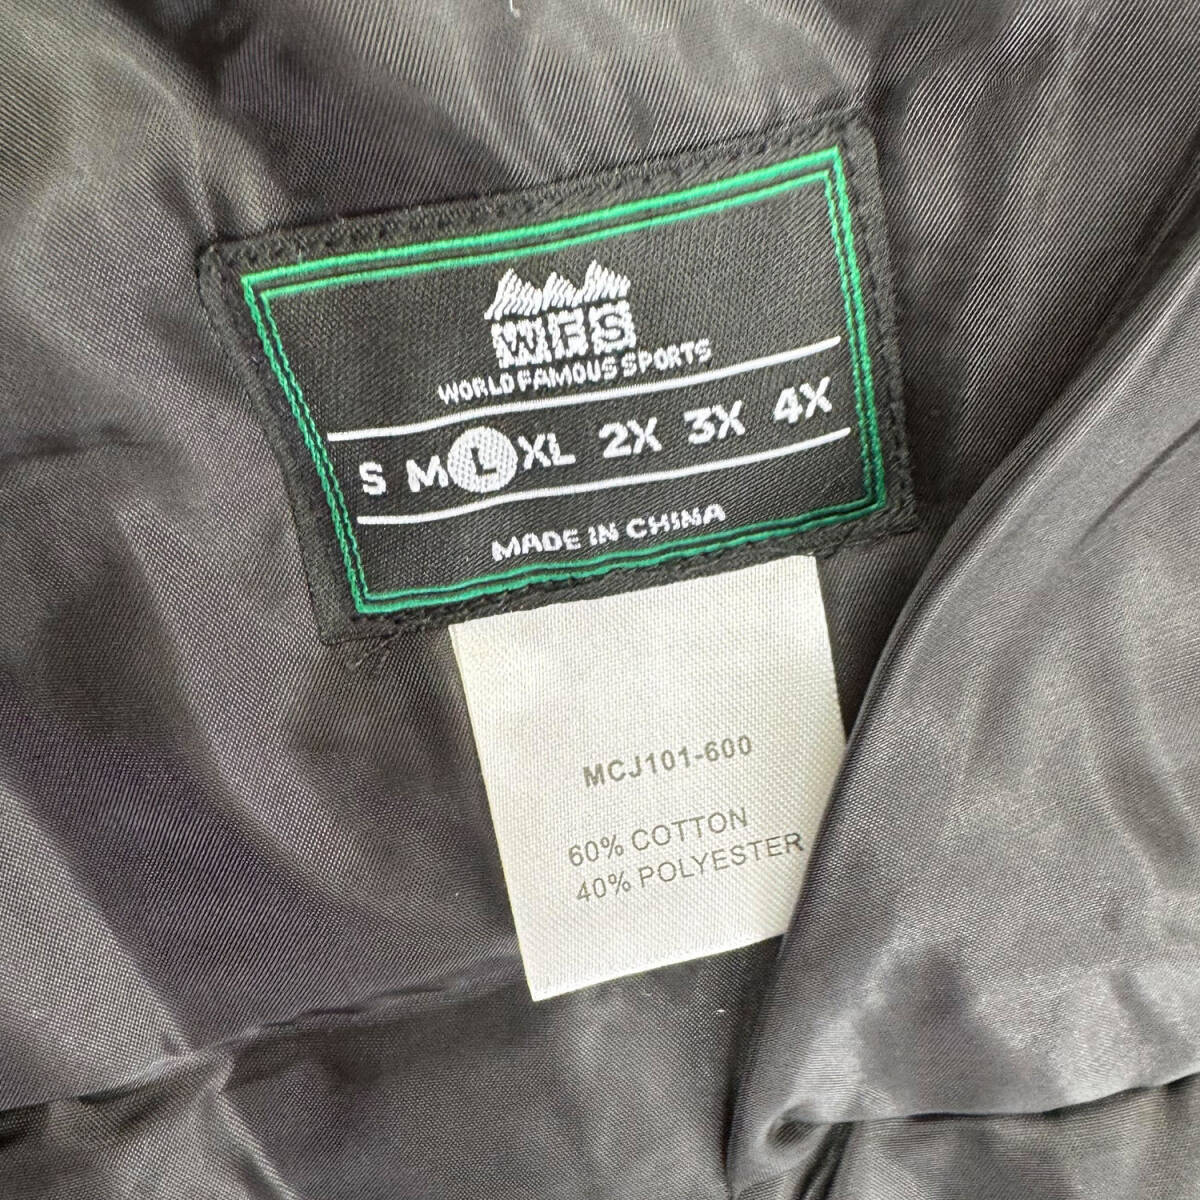 WFS
WORLD FAMOUS SPORTS
S M L XL 2X 3X 4X
MADE IN CHINA
MCJ101-600
60% COTTON
40% POLYESTER